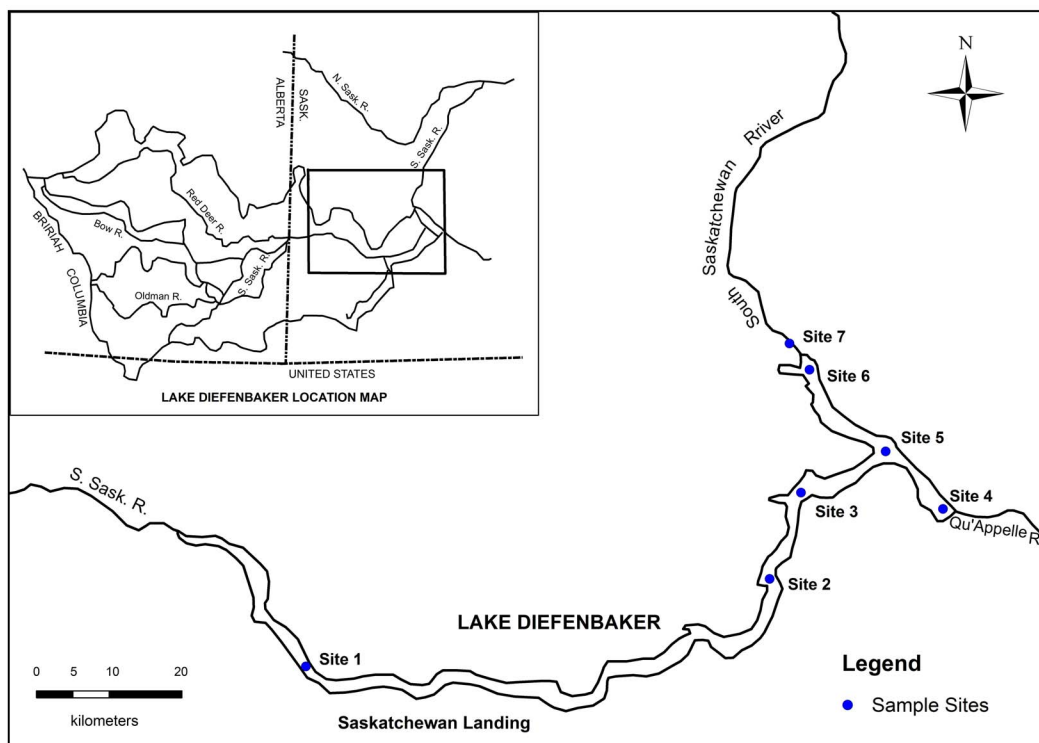 N. Sask. R.
ALBERTA
SASK.
S. Sask. R.
Red Deer R.
Bow R.
BRIRIAH
COLUMBIA
Oldman R.
S. Sask. R.
UNITED STATES
LAKE DIEFENBAKER LOCATION MAP
N
Saskatchewan Rriver
South
Site 7
Site 6
Site 5
Site 4
Qu'Appelle R
Site 3
Site 2
S. Sask. R.
Site 1
LAKE DIEFENBAKER
Saskatchewan Landing
0 5 10 20
kilometers
Legend
Sample Sites